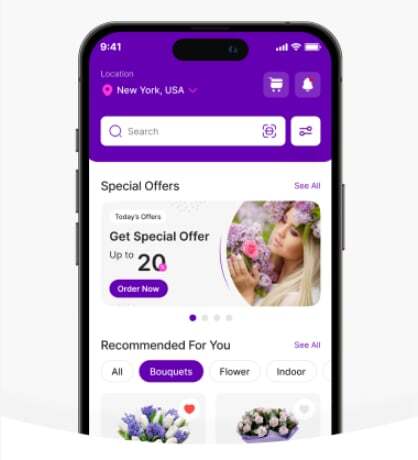 9:41
Location
New York, USA
Search
Special Offers
See All
Today's Offers
Get Special Offer
Up to 20
Order Now
Recommended For You
See All
All
Bouquets
Flower
Indoor